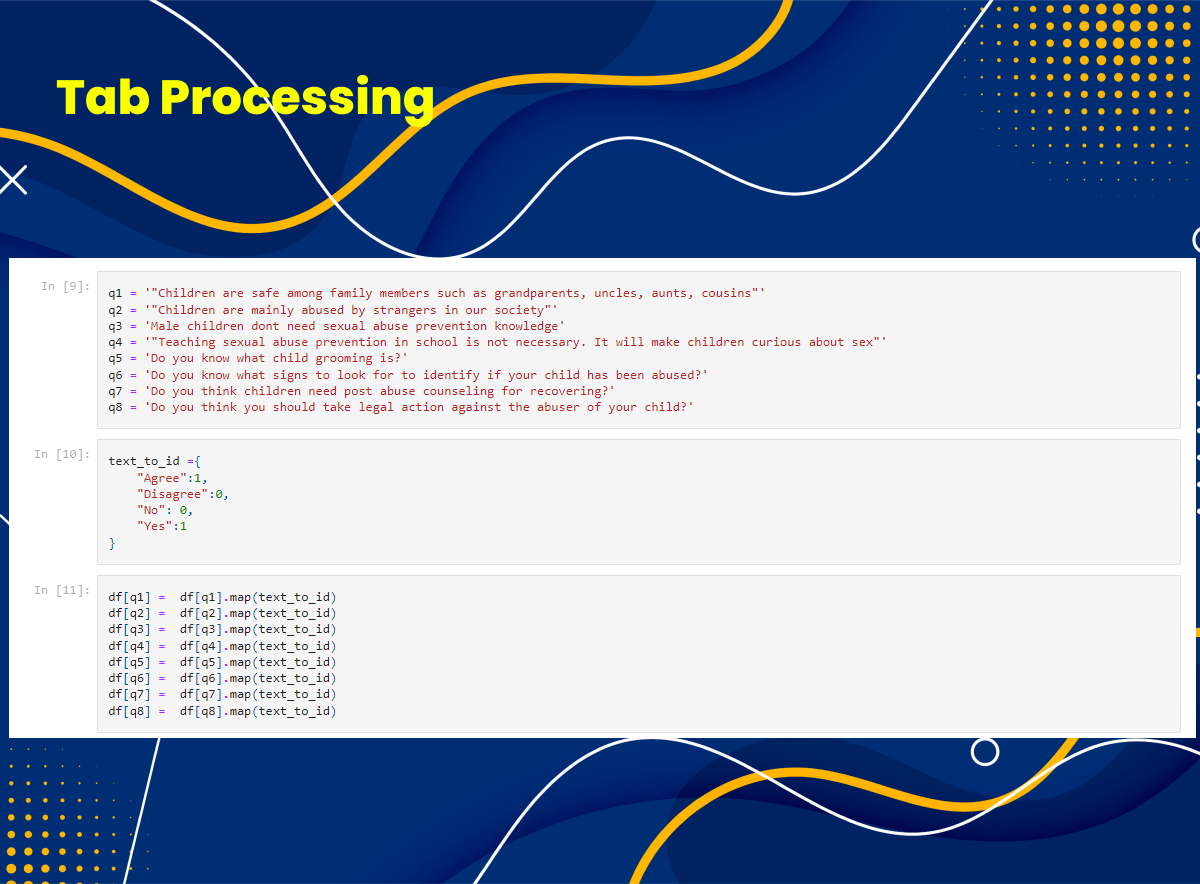 Tab Processing
In [9]:
q1 = '"Children are safe among family members such as grandparents, uncles, aunts, cousins"'
q2 = '"Children are mainly abused by strangers in our society"'
q3 = 'Male children dont need sexual abuse prevention knowledge'
q4 = '"Teaching sexual abuse prevention in school is not necessary. It will make children curious about sex"'
q5 = 'Do you know what child grooming is?'
q6 = 'Do you know what signs to look for to identify if your child has been abused?'
q7 = 'Do you think children need post abuse counseling for recovering?'
q8 = 'Do you think you should take legal action against the abuser of your child?'
In [10]:
text_to_id ={
    "Agree":1,
    "Disagree":0,
    "No": 0,
    "Yes":1
}
In [11]:
df[q1] =  df[q1].map(text_to_id)
df[q2] =  df[q2].map(text_to_id)
df[q3] =  df[q3].map(text_to_id)
df[q4] =  df[q4].map(text_to_id)
df[q5] =  df[q5].map(text_to_id)
df[q6] =  df[q6].map(text_to_id)
df[q7] =  df[q7].map(text_to_id)
df[q8] =  df[q8].map(text_to_id)